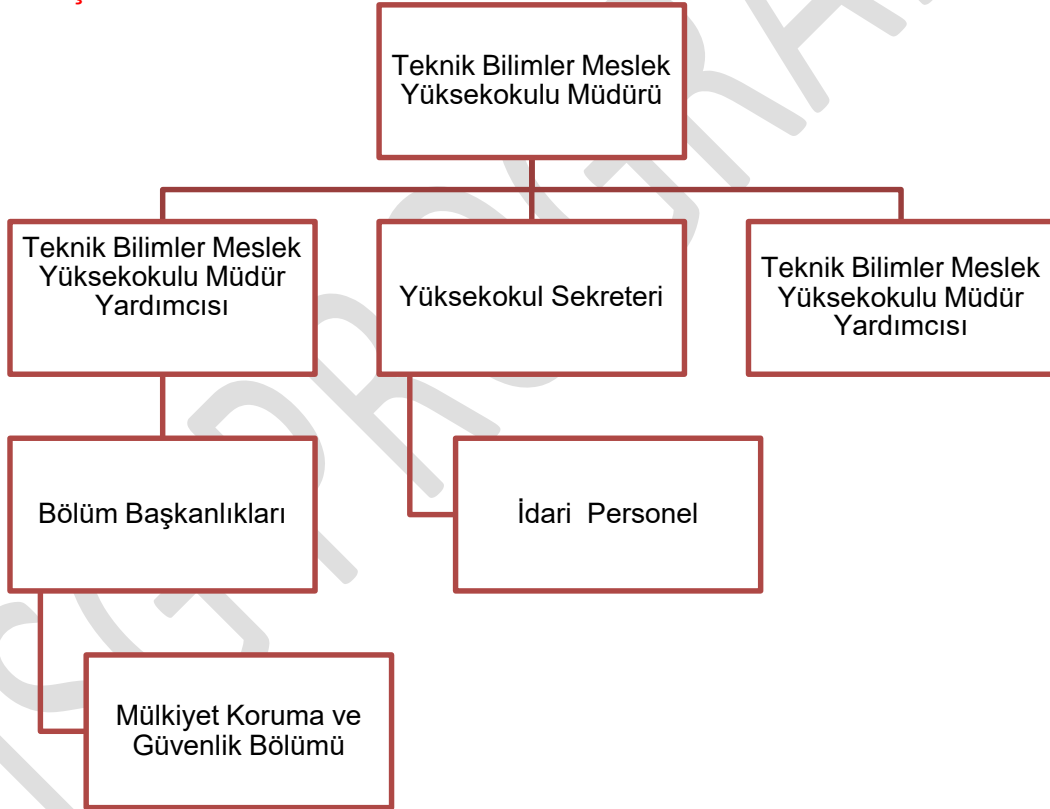 Teknik Bilimler Meslek
Yüksekokulu Müdürü
Teknik Bilimler Meslek
Yüksekokulu Müdür
Yardımcısı
Yüksekokul Sekreteri
Teknik Bilimler Meslek
Yüksekokulu Müdür
Yardımcısı
Bölüm Başkanlıkları
İdari Personel
Mülkiyet Koruma ve
Güvenlik Bölümü